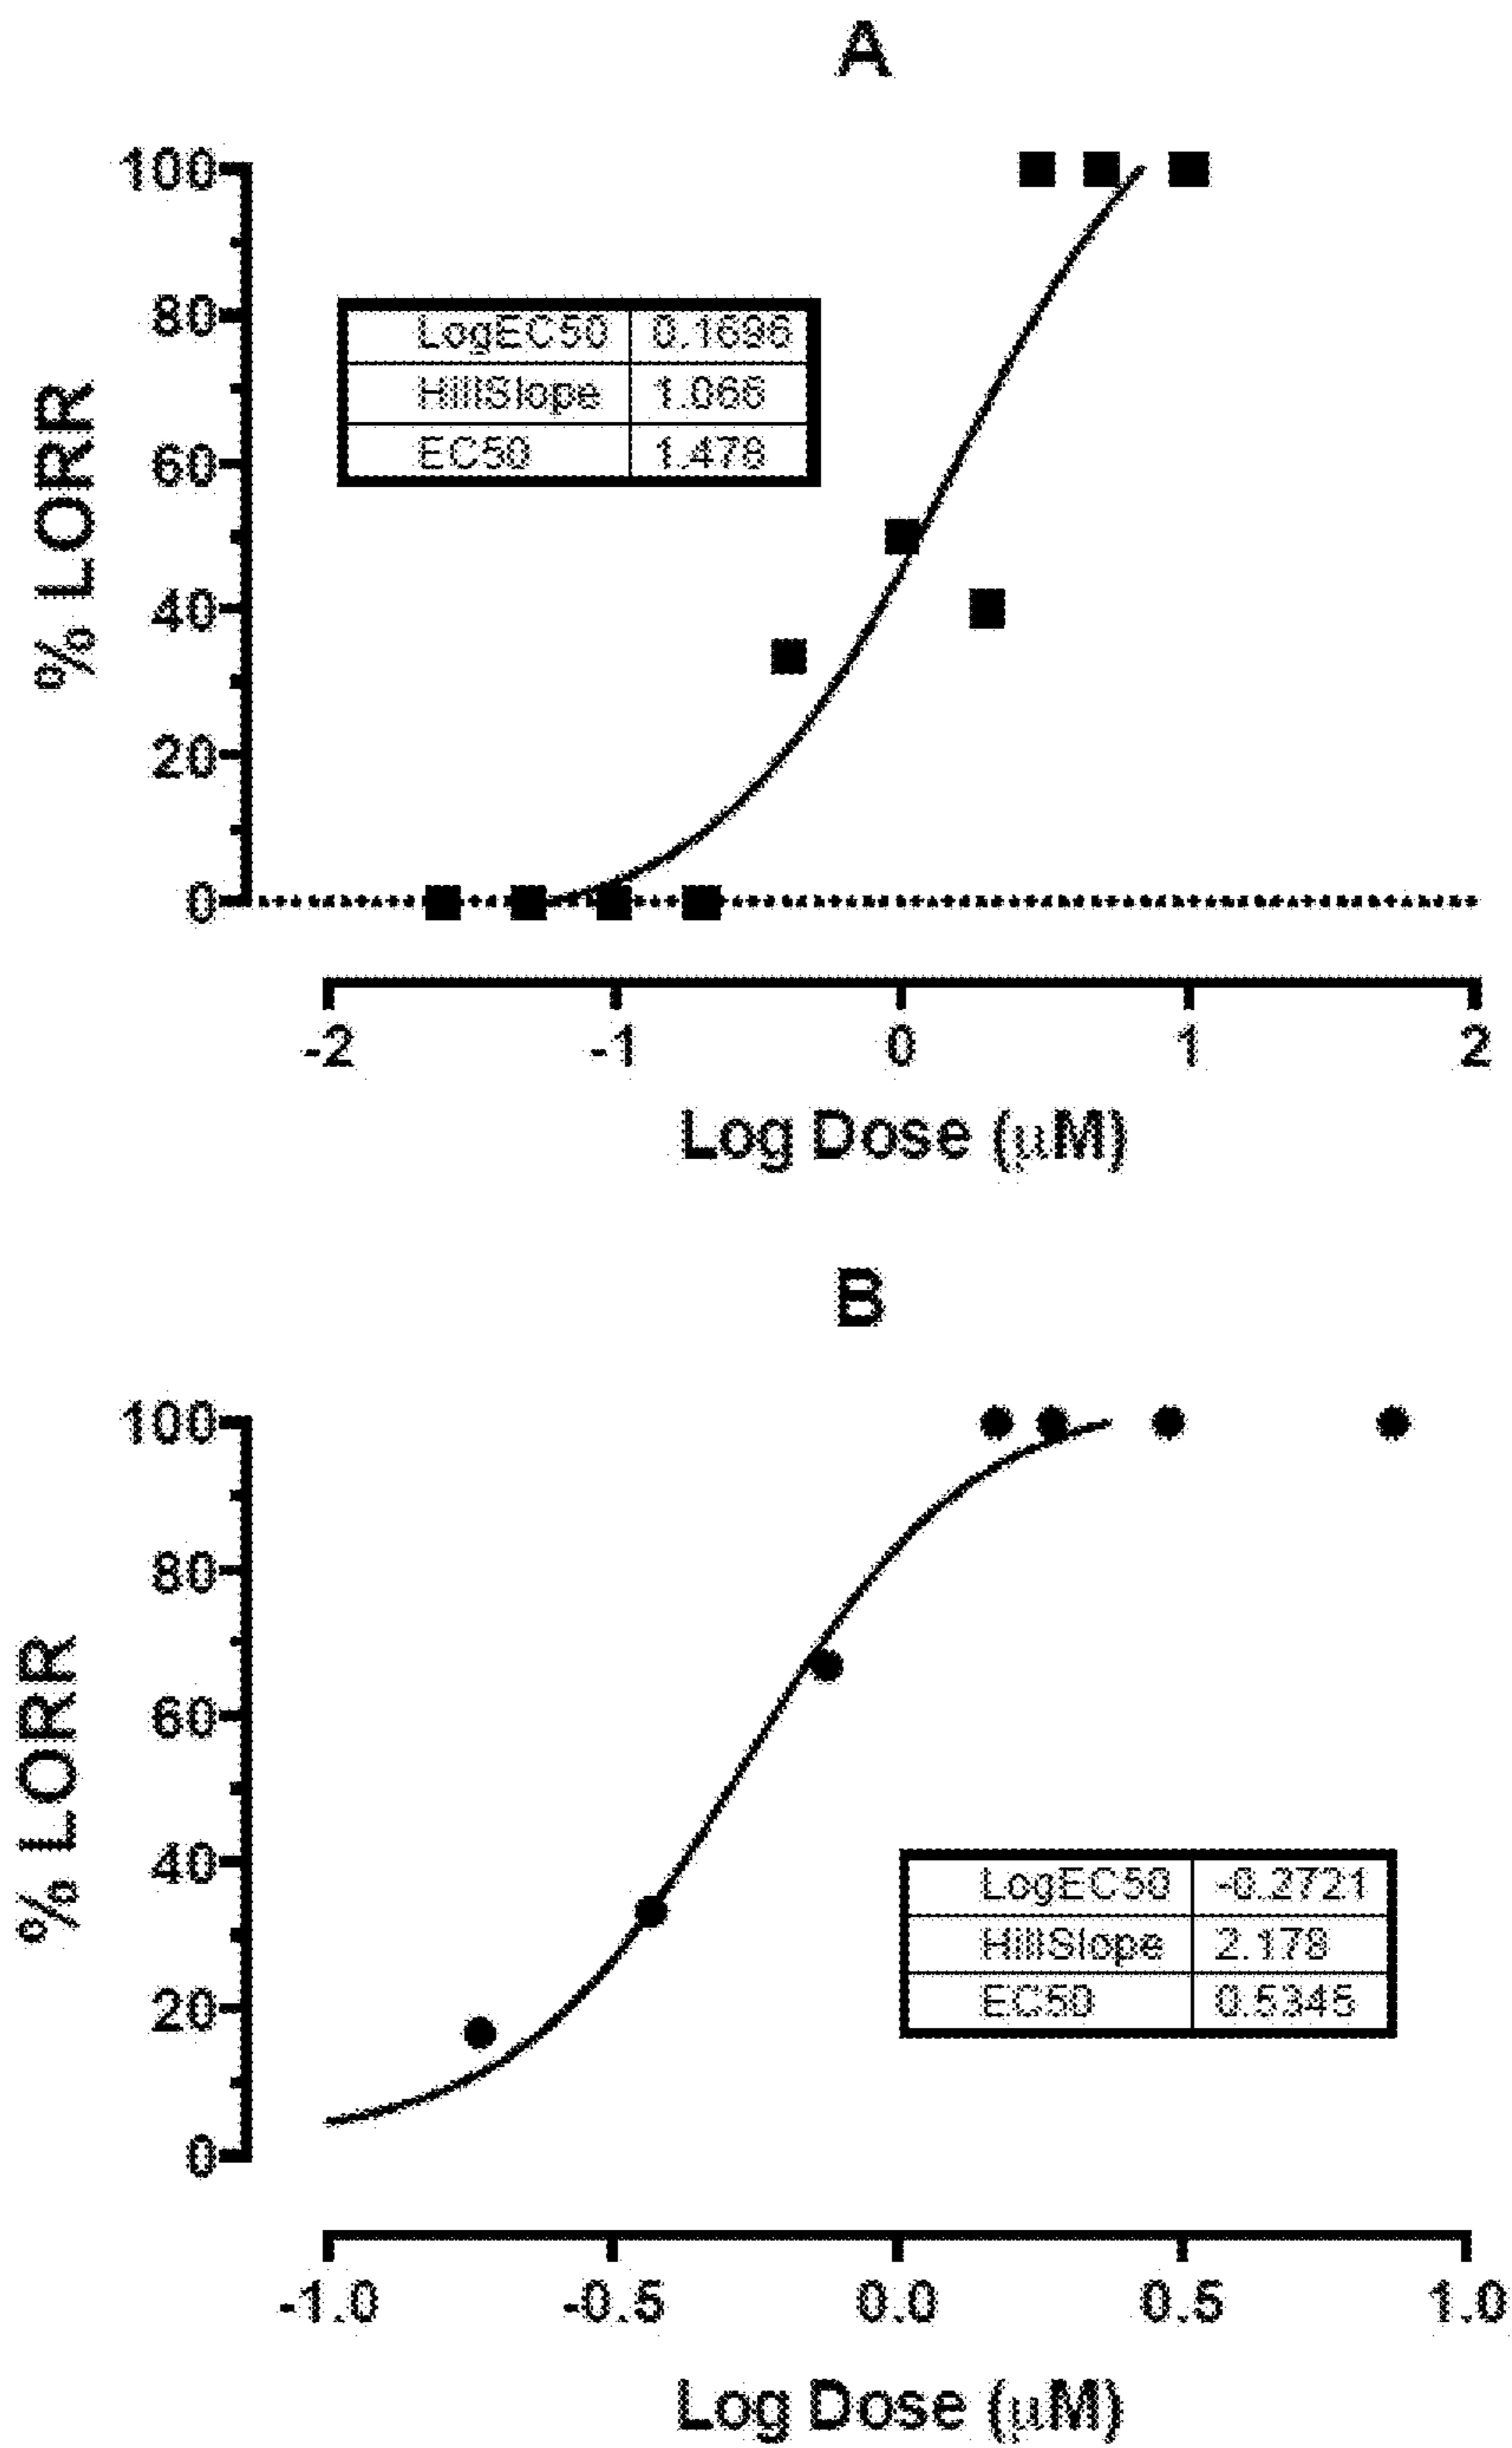 A
100
80
60
40
20
0
% LORR
LogEC50 0.1696
HillSlope 1.066
EC50 1.478
-2 -1 0 1 2
Log Dose (μM)
B
100
80
60
40
20
0
% LORR
LogEC50 -0.2721
HillSlope 2.178
EC50 0.5345
-1.0 -0.5 0.0 0.5 1.0
Log Dose (μM)